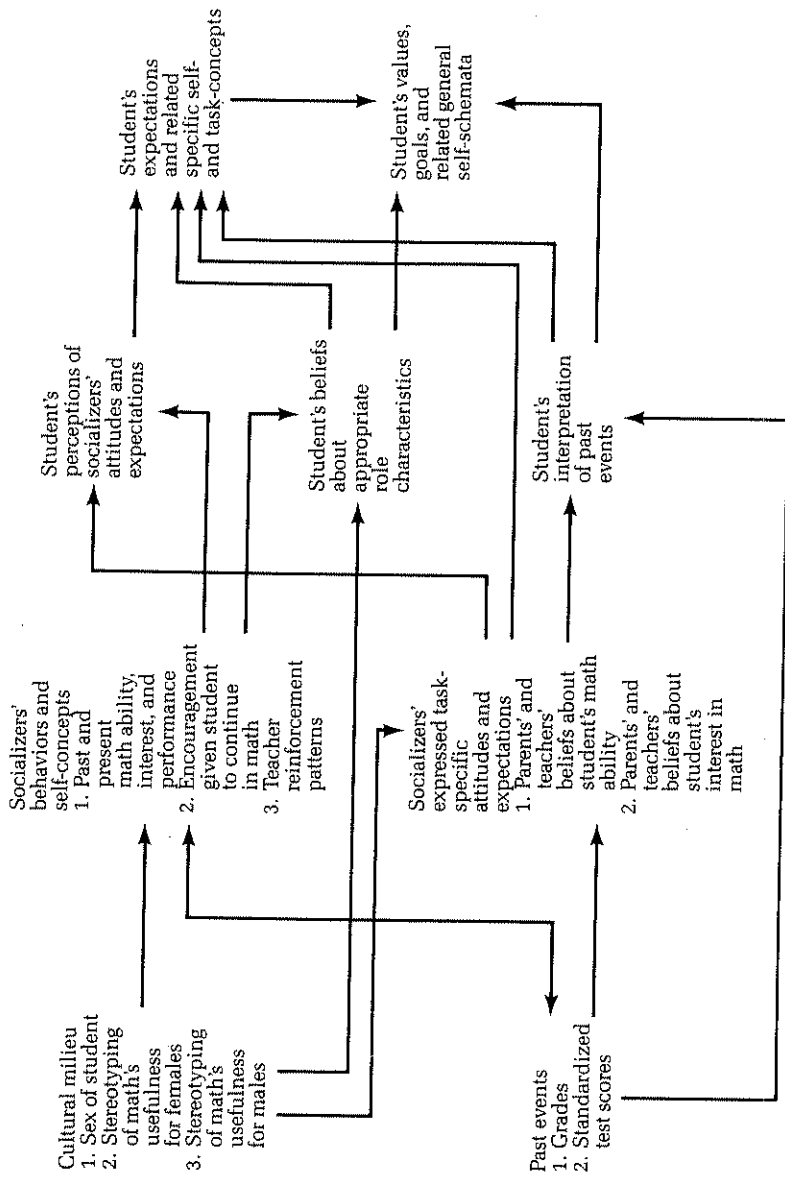 Cultural milieu
1. Sex of student
2. Stereotyping
of math's
usefulness
for females
3. Stereotyping
of math's
usefulness
for males
Past events
1. Grades
2. Standardized
test scores
Socializers'
behaviors and
self-concepts
1. Past and
present
math ability,
interest, and
performance
2. Encouragement
given student
to continue
in math
3. Teacher
reinforcement
patterns
Socializers'
expressed task-
specific
attitudes and
expectations
1. Parents' and
teachers'
beliefs about
student's math
ability
2. Parents' and
teachers'
beliefs about
student's
interest in
math
Student's
perceptions of
socializers'
attitudes and
expectations
Student's beliefs
about
appropriate
role
characteristics
Student's
interpretation
of past
events
Student's
expectations
and related
specific self-
and task-concepts
Student's values,
goals, and
related general
self-schemata